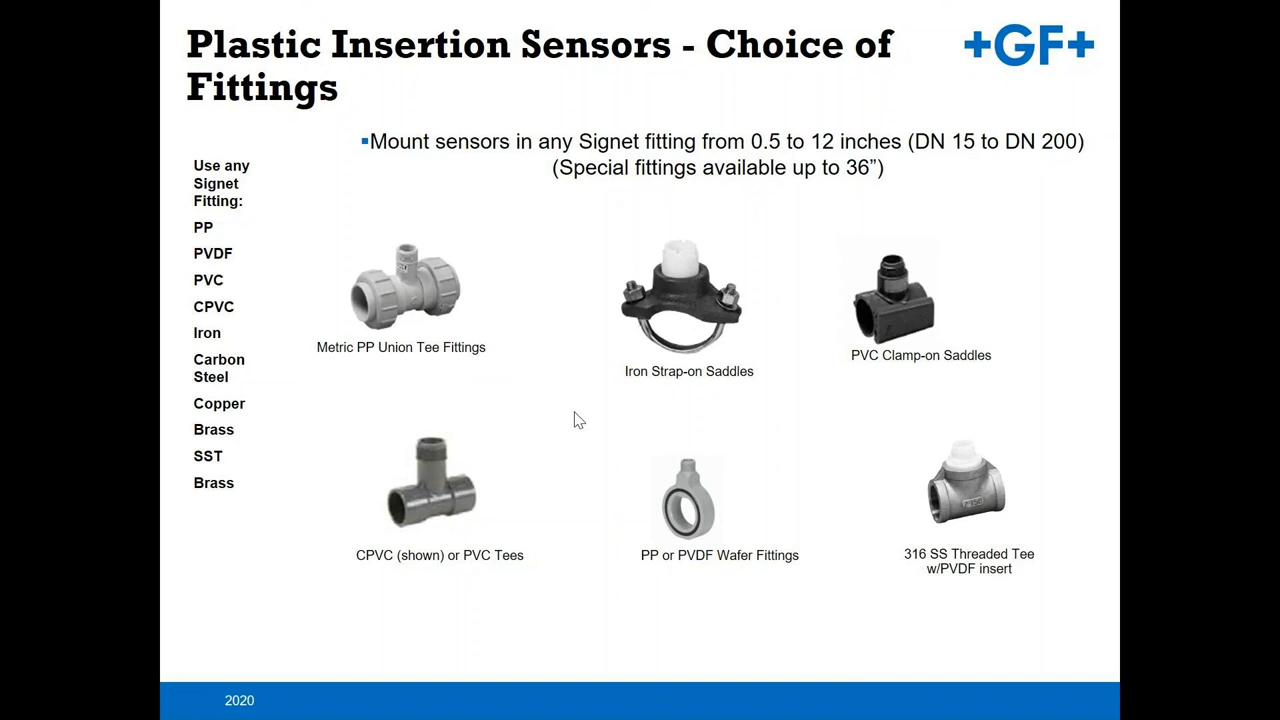 Plastic Insertion Sensors - Choice of
Fittings
+GF+
▪Mount sensors in any Signet fitting from 0.5 to 12 inches (DN 15 to DN 200)
(Special fittings available up to 36”)
Use any
Signet
Fitting:
PP
PVDF
PVC
CPVC
Iron
Carbon
Steel
Copper
Brass
SST
Brass
Metric PP Union Tee Fittings
Iron Strap-on Saddles
PVC Clamp-on Saddles
CPVC (shown) or PVC Tees
PP or PVDF Wafer Fittings
316 SS Threaded Tee
w/PVDF insert
2020